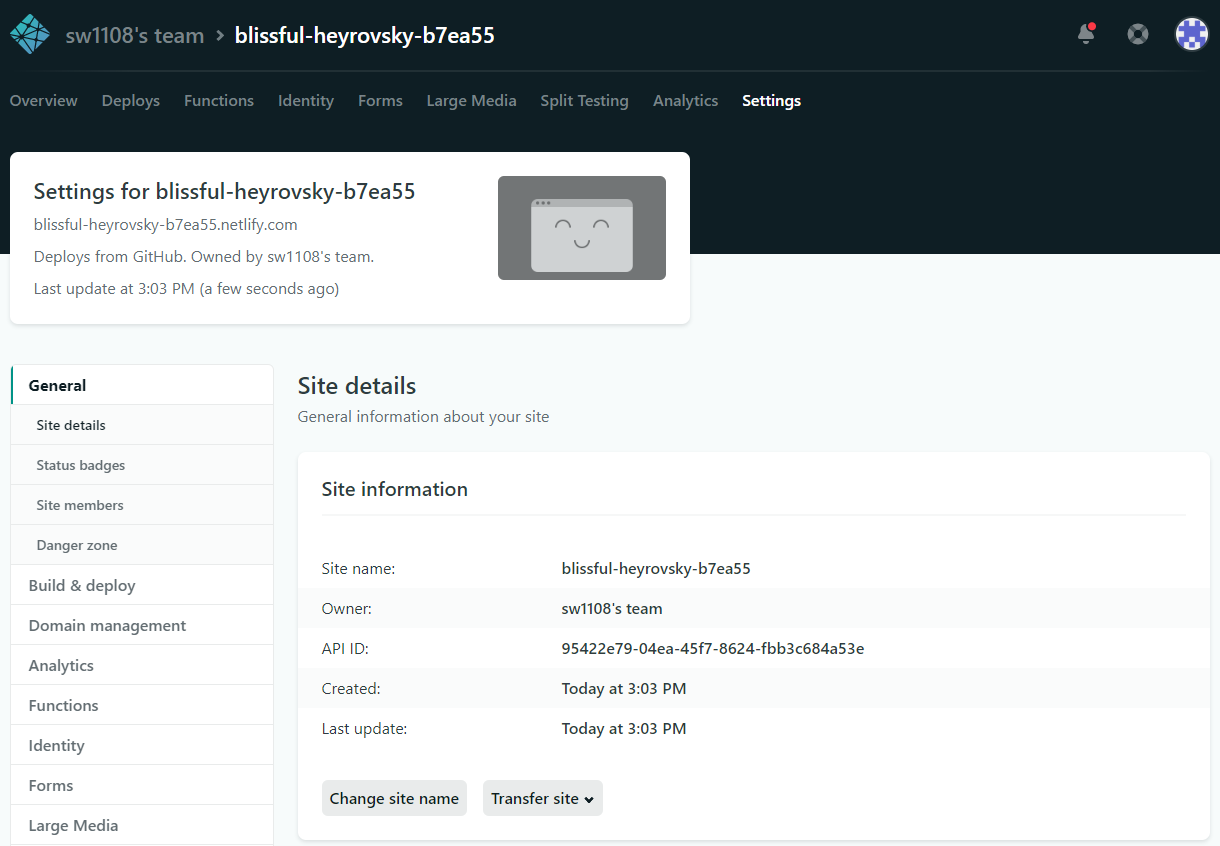 sw1108's team > blissful-heyrovsky-b7ea55
Overview Deploys Functions Identity Forms Large Media Split Testing Analytics Settings
Settings for blissful-heyrovsky-b7ea55
blissful-heyrovsky-b7ea55.netlify.com
Deploys from GitHub. Owned by sw1108's team.
Last update at 3:03 PM (a few seconds ago)
General
Site details
Status badges
Site members
Danger zone
Build & deploy
Domain management
Analytics
Functions
Identity
Forms
Large Media
Site details
General information about your site
Site information
Site name: blissful-heyrovsky-b7ea55
Owner: sw1108's team
API ID: 95422e79-04ea-45f7-8624-fbb3c684a53e
Created: Today at 3:03 PM
Last update: Today at 3:03 PM
Change site name Transfer site